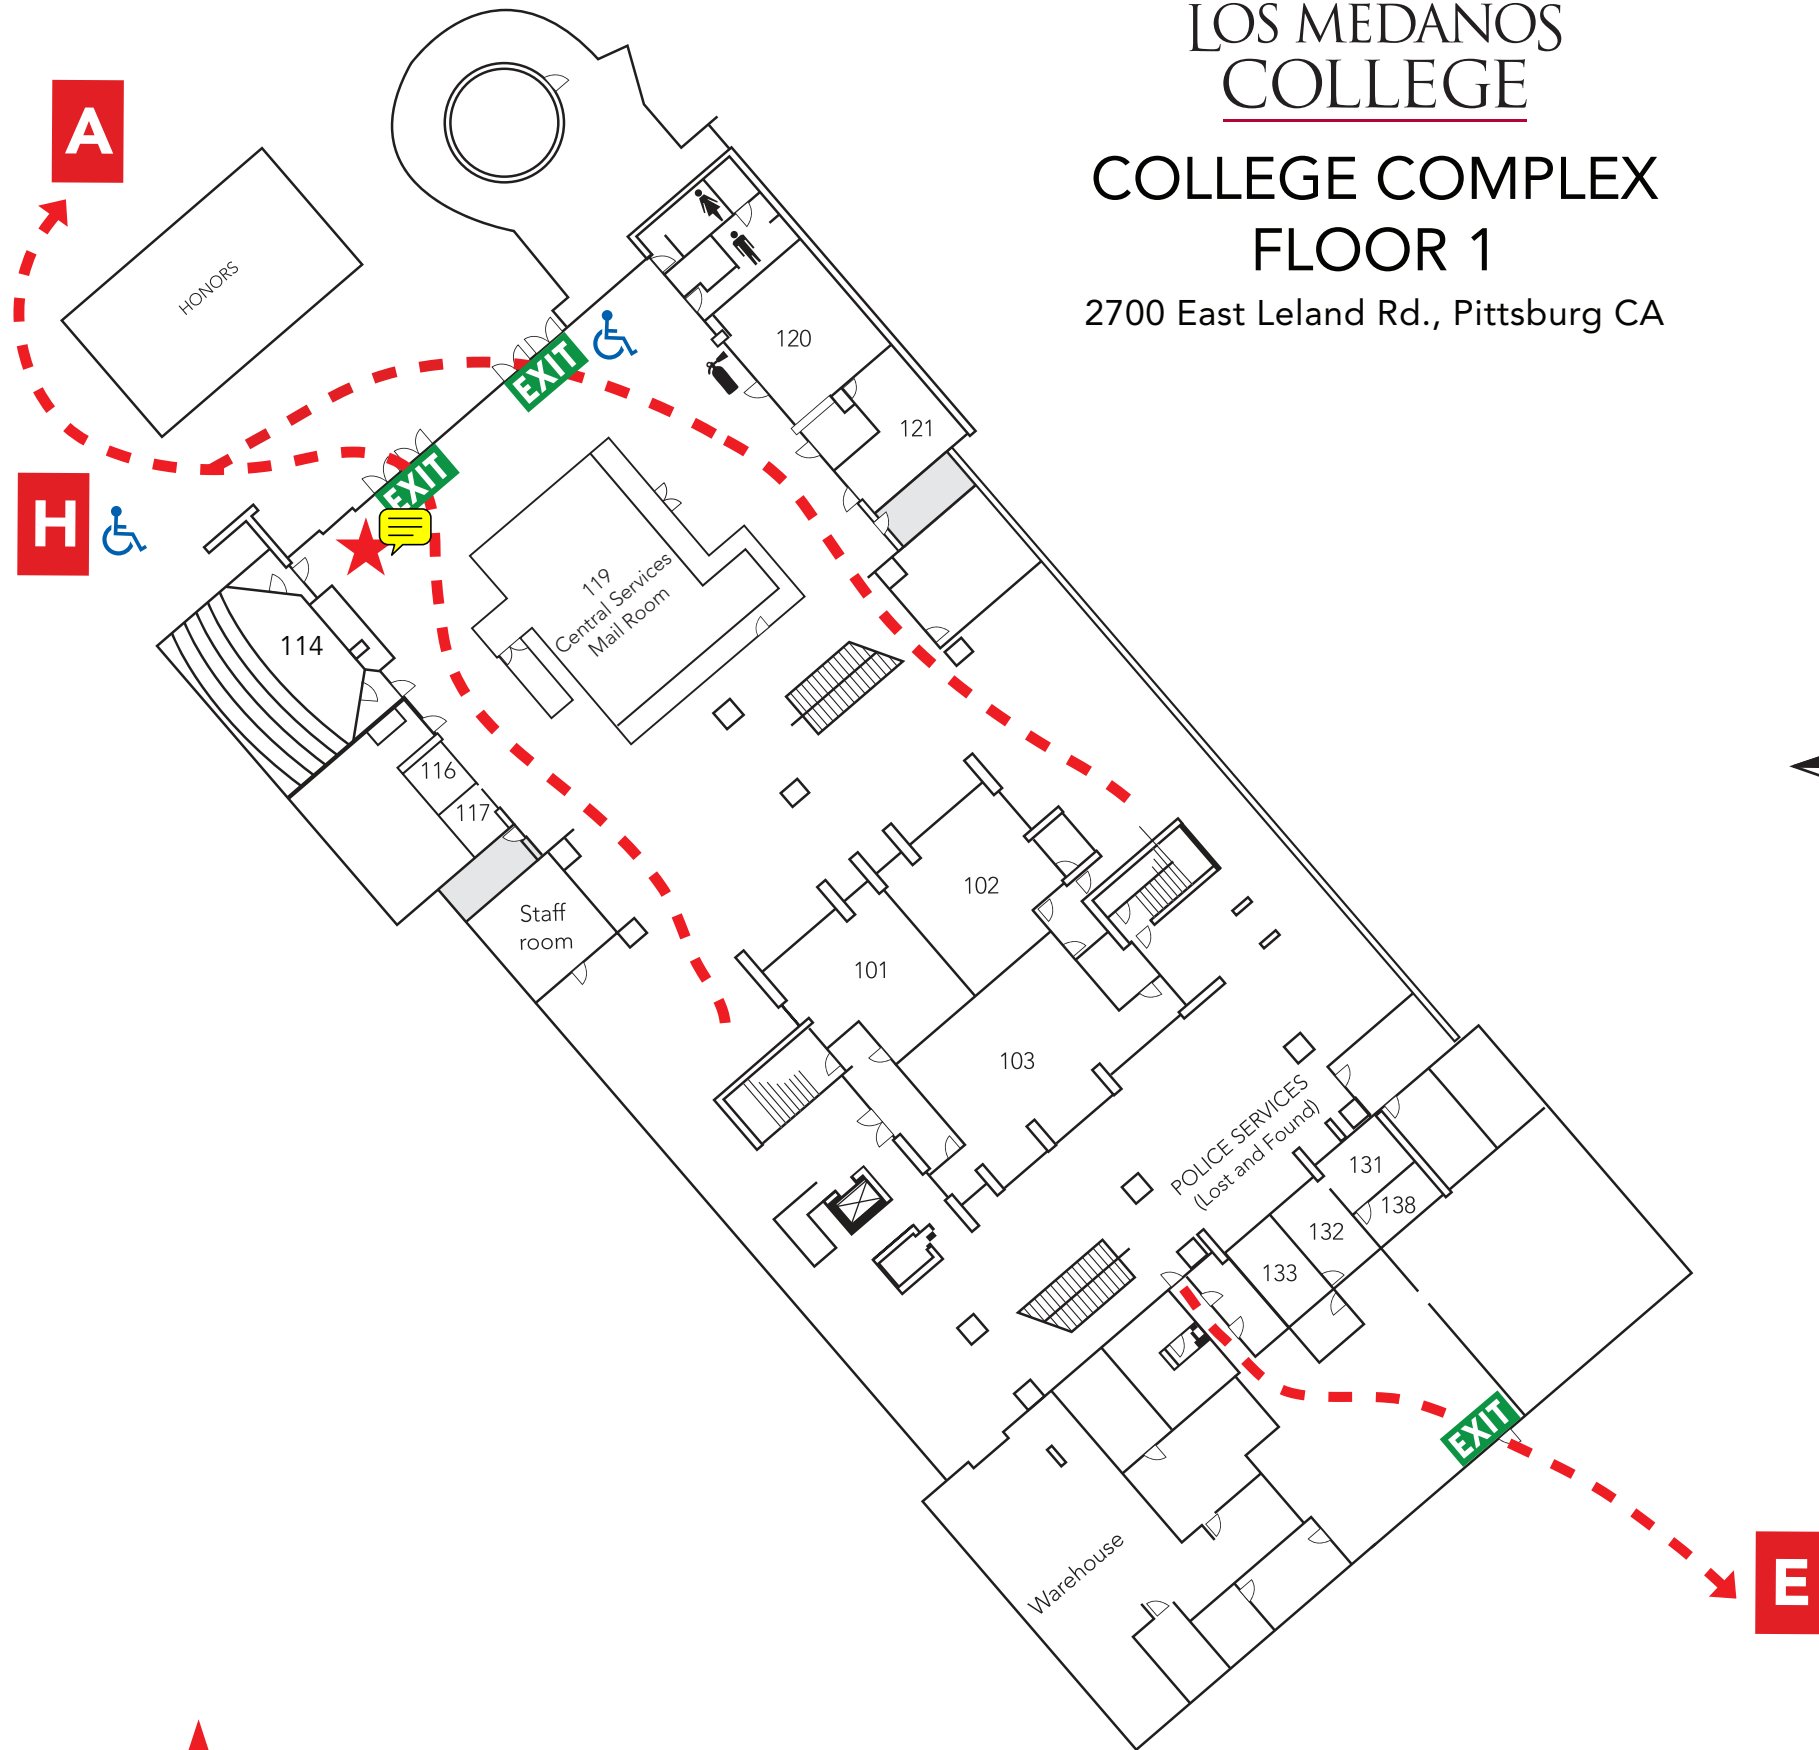 LOS MEDANOS
COLLEGE
COLLEGE COMPLEX
FLOOR 1
2700 East Leland Rd., Pittsburg CA
A
HONORS
EXIT
120
121
EXIT
H
119
Central Services
Mail Room
114
116
117
Staff
room
102
101
103
POLICE SERVICES
(Lost and Found)
131
138
132
133
EXIT
Warehouse
E